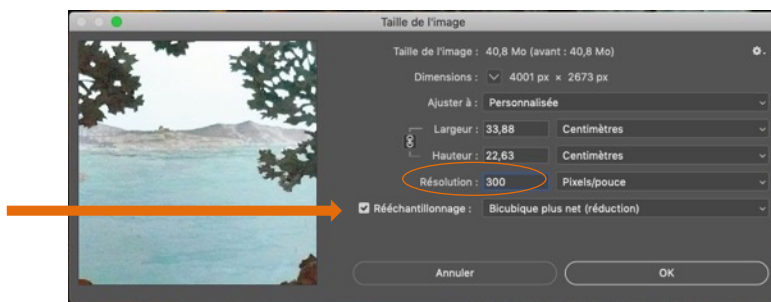 Taille de l'image
Taille de l'image : 40,8 Mo (avant : 40,8 Mo)
Dimensions : 4001 px × 2673 px
Ajuster à : Personnalisée
Largeur : 33,88 Centimètres
Hauteur : 22,63 Centimètres
Résolution : 300 Pixels/pouce
Rééchantillonnage : Bicubique plus net (réduction)
Annuler OK